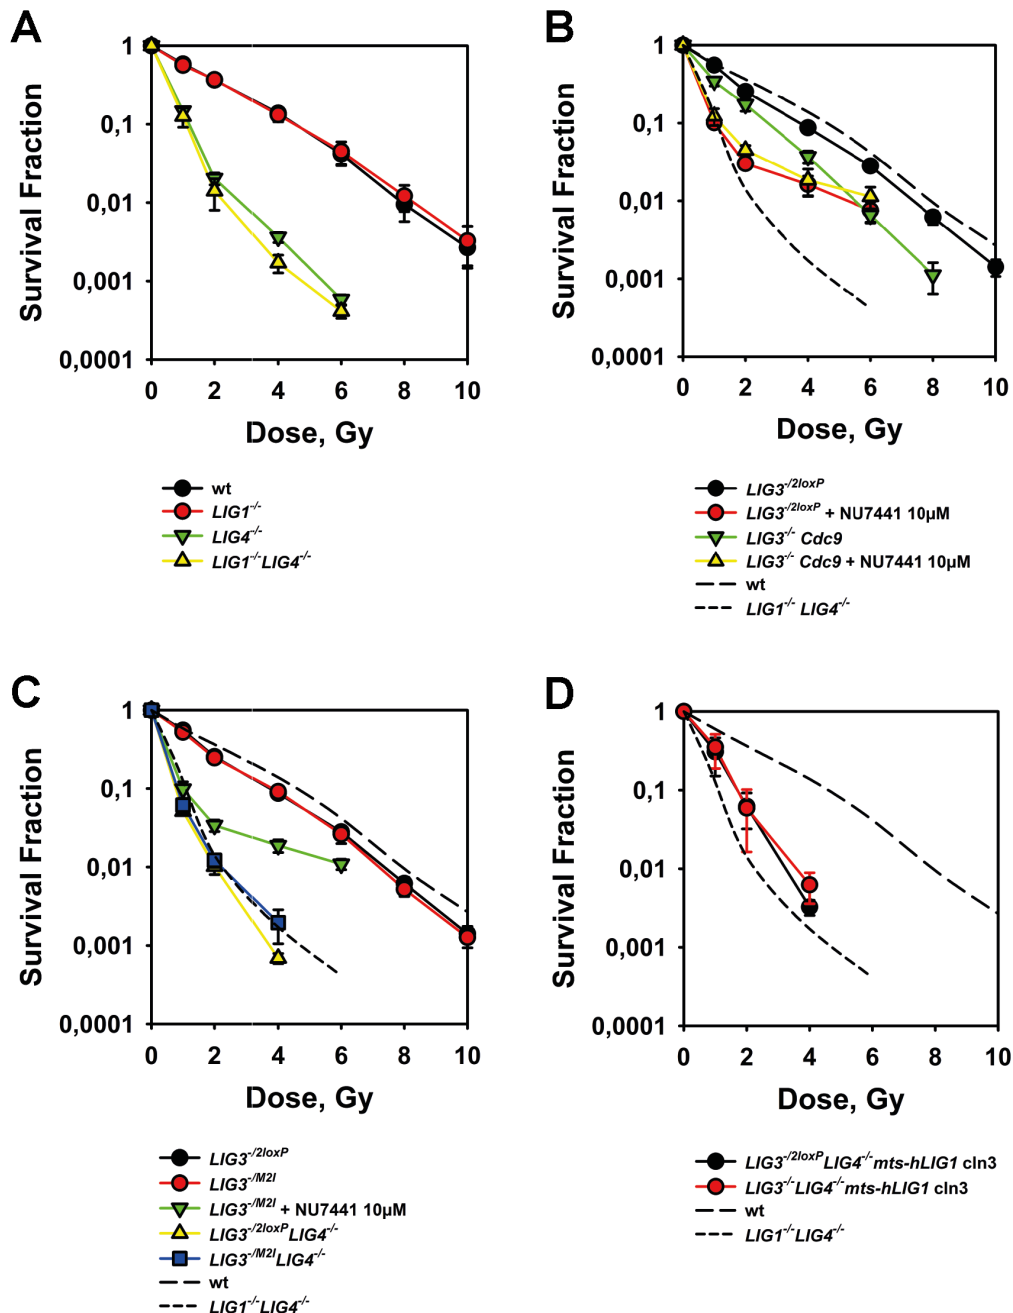 A
Survival Fraction
1
0,1
0,01
0,001
0,0001
0 2 4 6 8 10
Dose, Gy
wt
LIG1-/-
LIG4-/-
LIG1-/-LIG4-/-
B
Survival Fraction
1
0,1
0,01
0,001
0,0001
0 2 4 6 8 10
Dose, Gy
LIG3-/2loxP
LIG3-/2loxP + NU7441 10µM
LIG3-/- Cdc9
LIG3-/- Cdc9 + NU7441 10µM
wt
LIG1-/- LIG4-/-
C
Survival Fraction
1
0,1
0,01
0,001
0,0001
0 2 4 6 8 10
Dose, Gy
LIG3-/2loxP
LIG3-/M2I
LIG3-/M2I + NU7441 10µM
LIG3-/2loxPLIG4-/-
LIG3-/M2ILIG4-/-
wt
LIG1-/-LIG4-/-
D
Survival Fraction
1
0,1
0,01
0,001
0,0001
0 2 4 6 8 10
Dose, Gy
LIG3-/2loxPLIG4-/-mts-hLIG1 cln3
LIG3-/-LIG4-/-mts-hLIG1 cln3
wt
LIG1-/-LIG4-/-